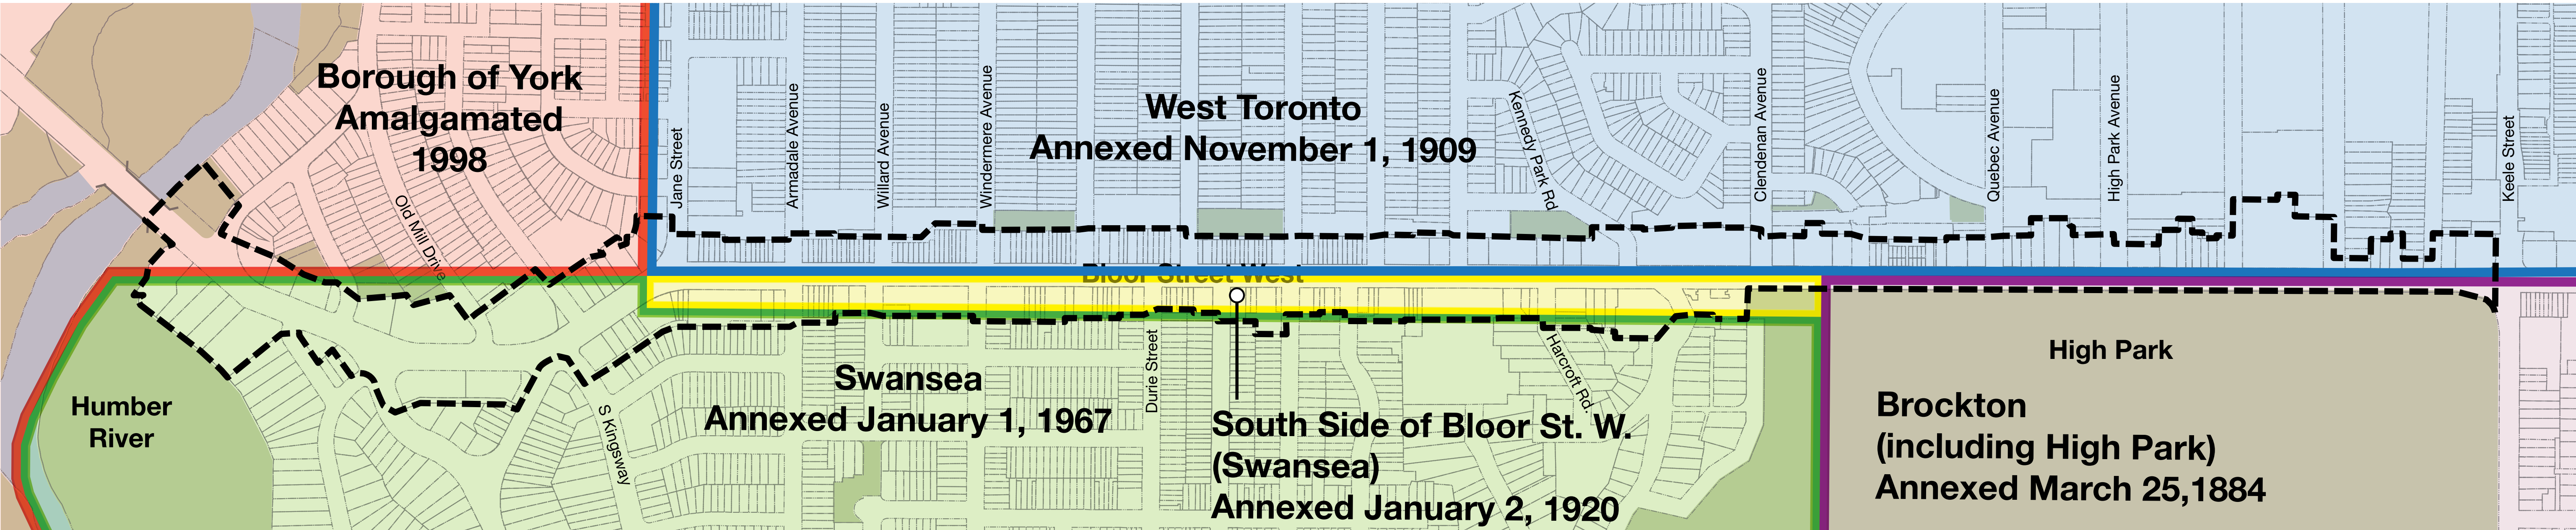 Borough of York
Amalgamated
1998
West Toronto
Annexed November 1, 1909
Jane Street
Armadale Avenue
Willard Avenue
Windermere Avenue
Kennedy Park Rd
Clendenan Avenue
Quebec Avenue
High Park Avenue
Keele Street
Old Mill Drive
Bloor Street West
Humber
River
S Kingsway
Swansea
Annexed January 1, 1967
Durie Street
South Side of Bloor St. W.
(Swansea)
Annexed January 2, 1920
Harcroft Rd.
High Park
Brockton
(including High Park)
Annexed March 25,1884